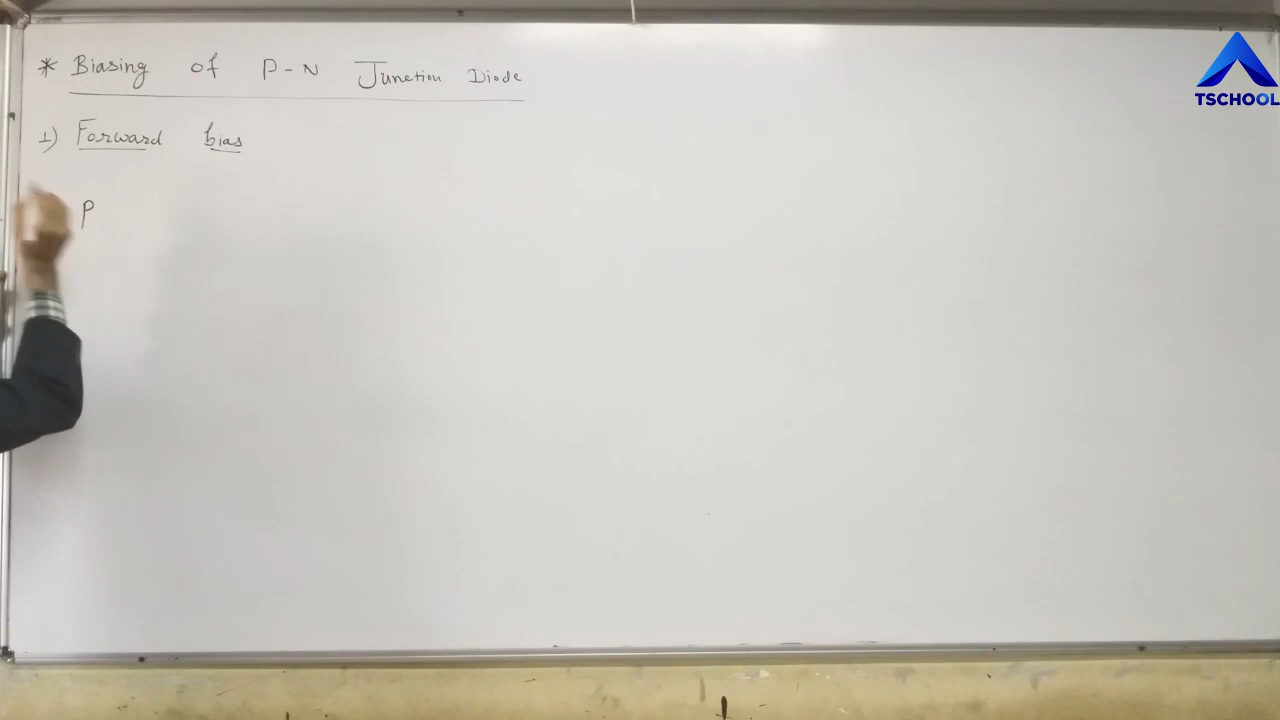 * Biasing of P-N Junction Diode
1) Forward bias
P
TSCHOOL